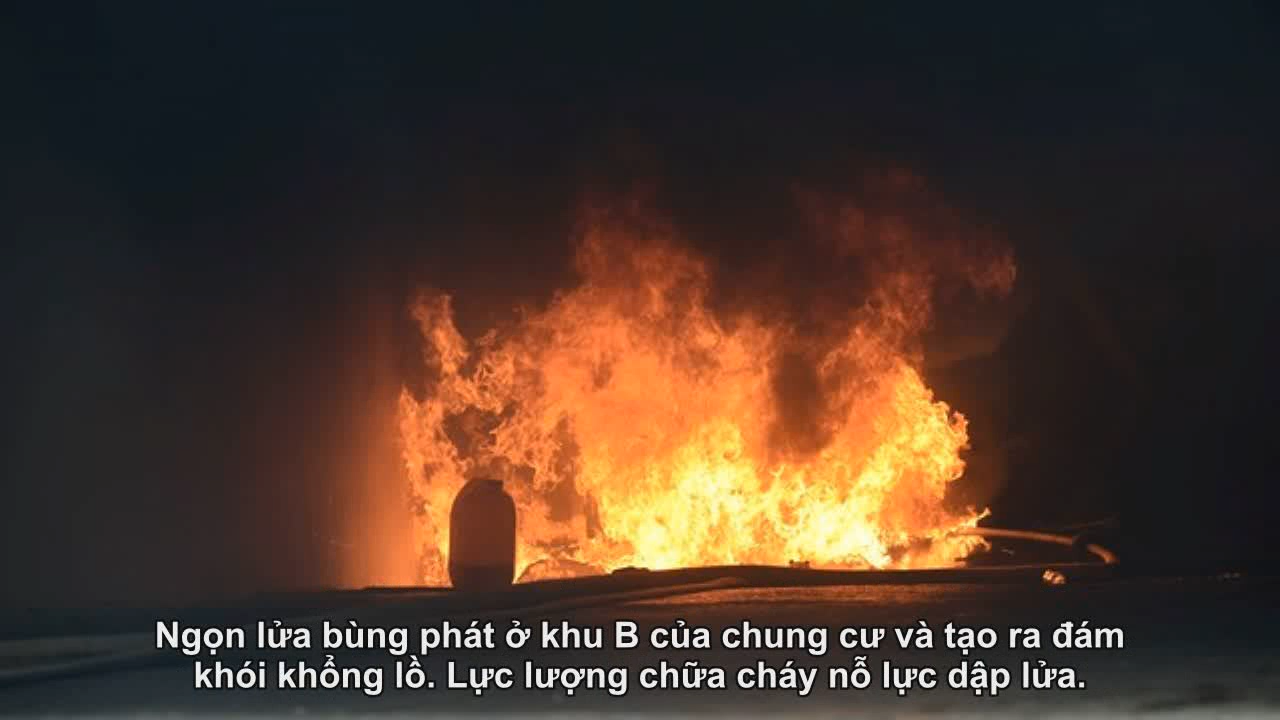 Ngọn lửa bùng phát ở khu B của chung cư và tạo ra đám
khói khổng lồ. Lực lượng chữa cháy nỗ lực dập lửa.